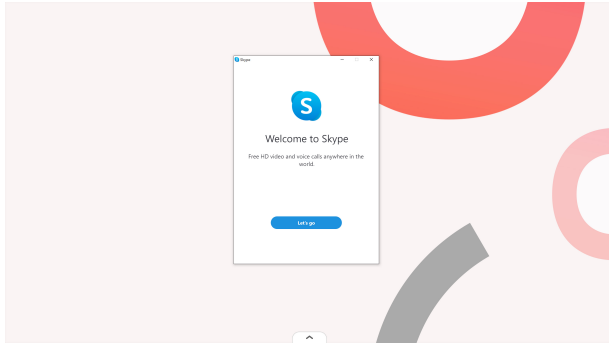 Skype
S
Welcome to Skype
Free HD video and voice calls anywhere in the
world.
Let's go